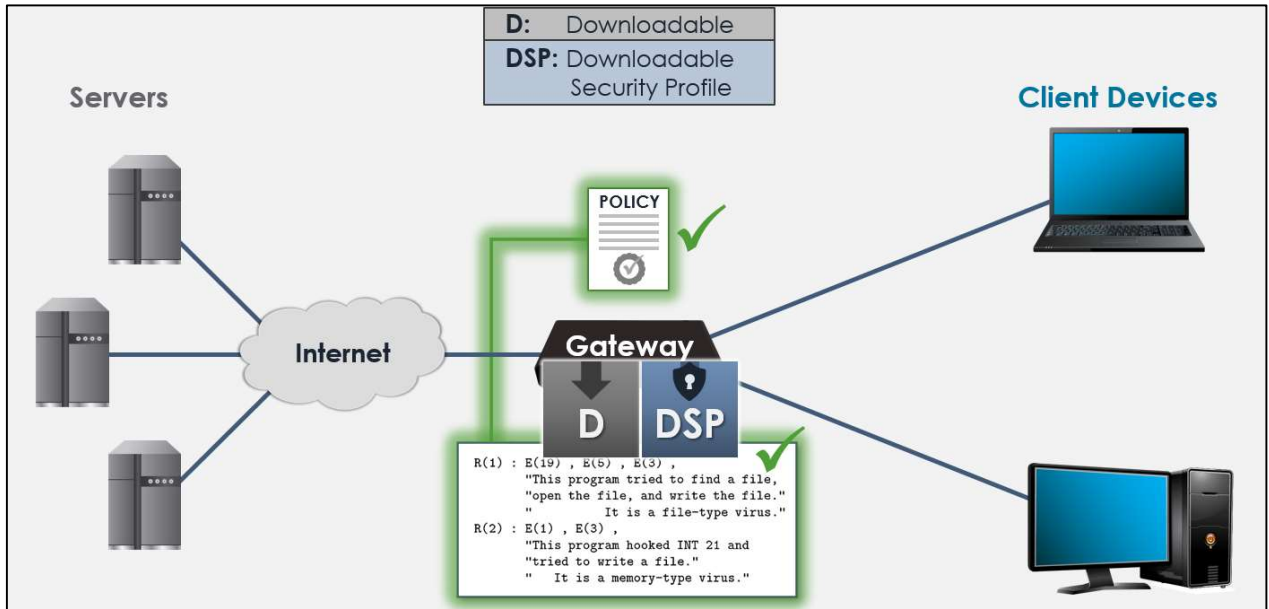 D: Downloadable
DSP: Downloadable
Security Profile
Servers
Client Devices
POLICY
Internet
Gateway
D
DSP
R(1) : E(19) , E(5) , E(3) ,
"This program tried to find a file,
"open the file, and write the file."
" It is a file-type virus."
R(2) : E(1) , E(3) ,
"This program hooked INT 21 and
"tried to write a file."
" It is a memory-type virus."